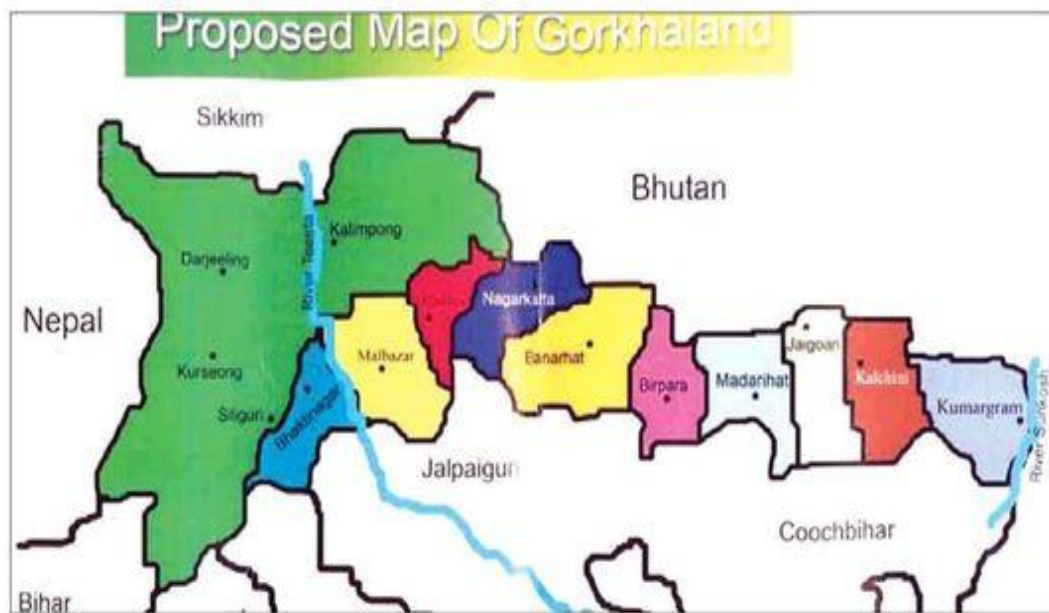 Proposed Map Of Gorkhaland
Sikkim
Bhutan
Nepal
Kalimpong
River Teesta
Darjeeling
Nagarkatta
Malbazar
Banarhat
Jaigoan
Kurseong
Birpara
Madarihat
Kalchini
Kumargram
Siliguri
Bhaktinagar
River Sunkosh
Jalpaiguri
Coochbihar
Bihar